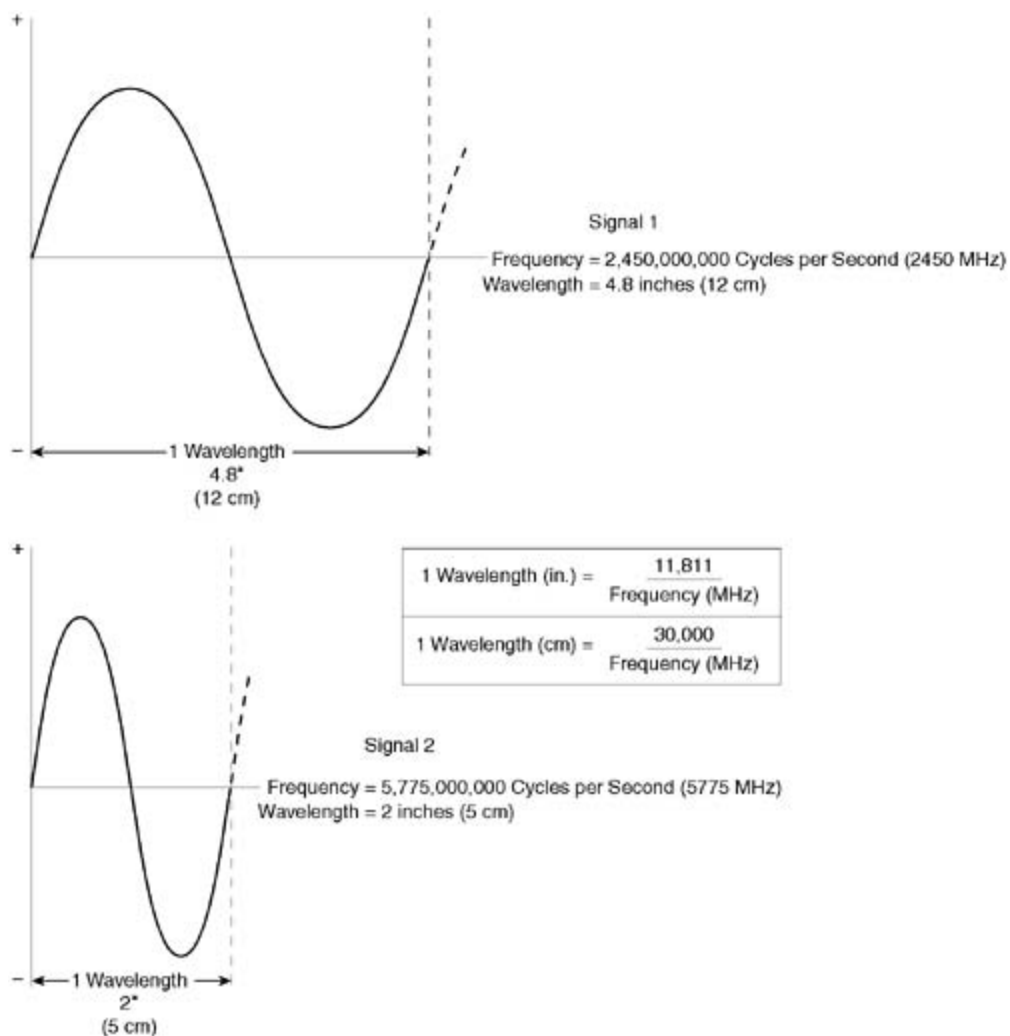 +
Signal 1
Frequency = 2,450,000,000 Cycles per Second (2450 MHz)
Wavelength = 4.8 inches (12 cm)
–
1 Wavelength
4.8"
(12 cm)
+
1 Wavelength (in.) = 11,811
Frequency (MHz)
1 Wavelength (cm) = 30,000
Frequency (MHz)
Signal 2
Frequency = 5,775,000,000 Cycles per Second (5775 MHz)
Wavelength = 2 inches (5 cm)
–
1 Wavelength
2"
(5 cm)